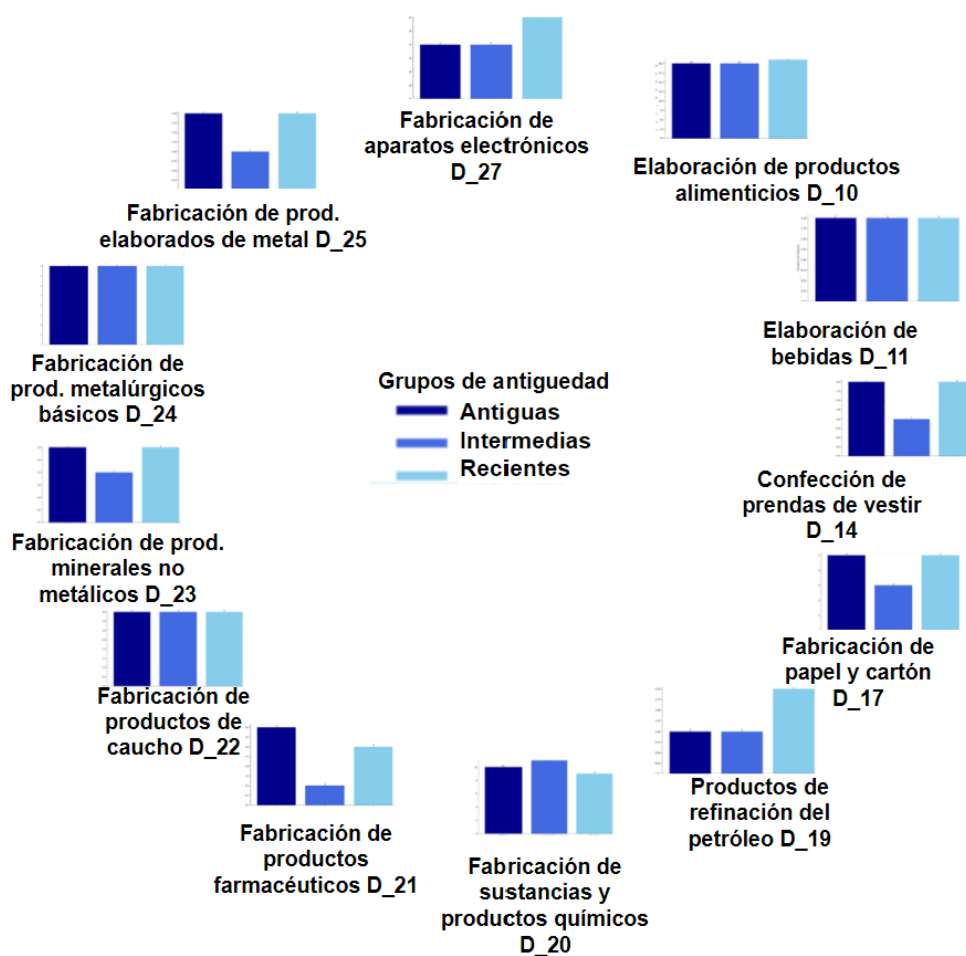 Fabricación de
aparatos electrónicos
D_27
Elaboración de productos
alimenticios D_10
Fabricación de prod.
elaborados de metal D_25
Elaboración de
bebidas D_11
Fabricación de
prod. metalúrgicos
básicos D_24
Grupos de antiguedad
Antiguas
Intermedias
Recientes
Confección de
prendas de vestir
D_14
Fabricación de prod.
minerales no
metálicos D_23
Fabricación de
papel y cartón
D_17
Fabricación de
productos de
caucho D_22
Productos de
refinación del
petróleo D_19
Fabricación de
productos
farmacéuticos D_21
Fabricación de
sustancias y
productos químicos
D_20